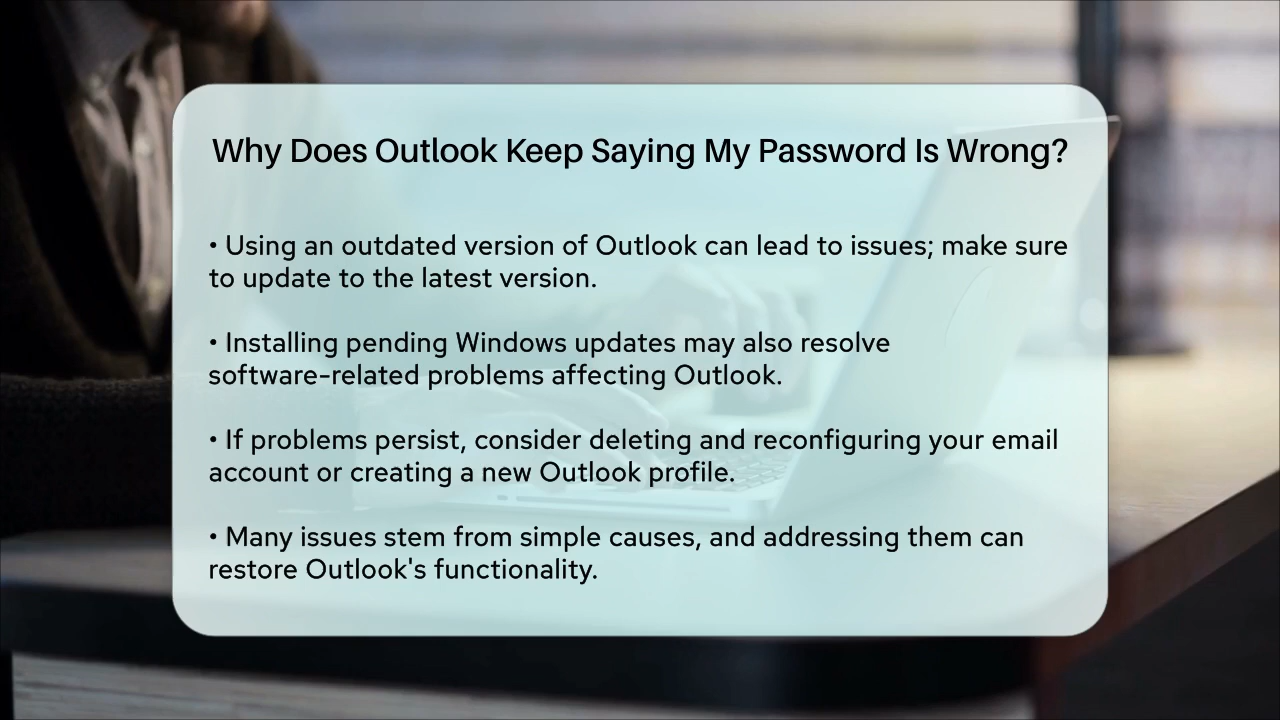 Why Does Outlook Keep Saying My Password Is Wrong?
• Using an outdated version of Outlook can lead to issues; make sure
to update to the latest version.
• Installing pending Windows updates may also resolve
software-related problems affecting Outlook.
• If problems persist, consider deleting and reconfiguring your email
account or creating a new Outlook profile.
• Many issues stem from simple causes, and addressing them can
restore Outlook's functionality.